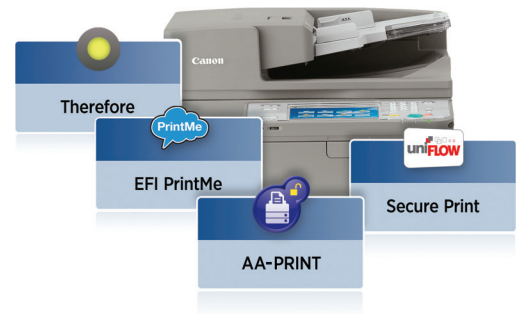 Canon
Therefore
PrintMe
EFI PrintMe
uniFLOW
Secure Print
AA-PRINT